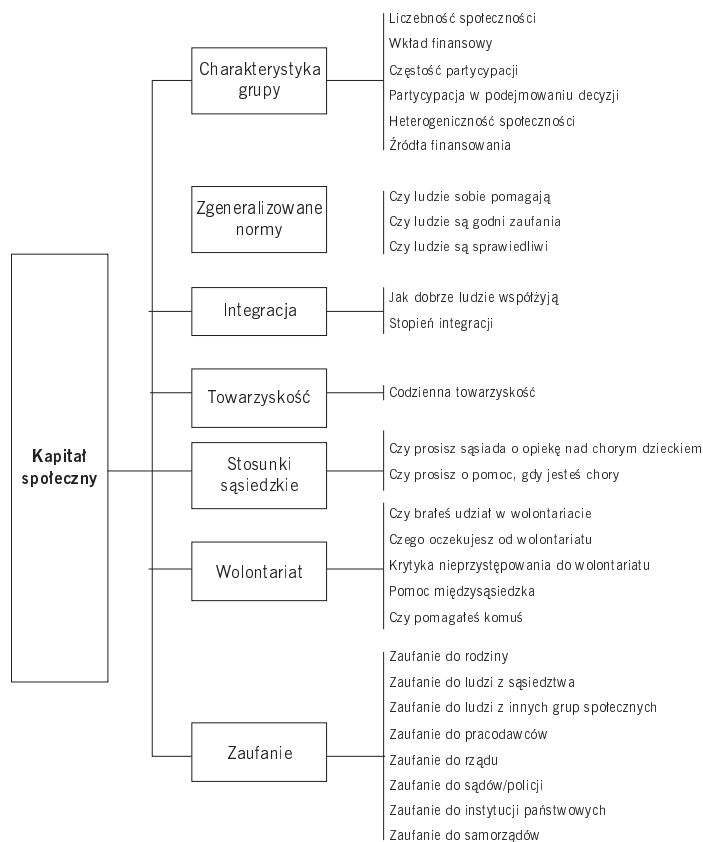 Kapitał
społeczny
Charakterystyka
grupy
Liczebność społeczności
Wkład finansowy
Częstość partycypacji
Partycypacja w podejmowaniu decyzji
Heterogeniczność społeczności
Źródła finansowania
Zgeneralizowane
normy
Czy ludzie sobie pomagają
Czy ludzie są godni zaufania
Czy ludzie są sprawiedliwi
Integracja
Jak dobrze ludzie współżyją
Stopień integracji
Towarzyskość
Codzienna towarzyskość
Stosunki
sąsiedzkie
Czy prosisz sąsiada o opiekę nad chorym dzieckiem
Czy prosisz o pomoc, gdy jesteś chory
Wolontariat
Czy brałeś udział w wolontariacie
Czego oczekujesz od wolontariatu
Krytyka nieprzystępowania do wolontariatu
Pomoc międzysąsiedzka
Czy pomagałeś komuś
Zaufanie
Zaufanie do rodziny
Zaufanie do ludzi z sąsiedztwa
Zaufanie do ludzi z innych grup społecznych
Zaufanie do pracodawców
Zaufanie do rządu
Zaufanie do sądów/policji
Zaufanie do instytucji państwowych
Zaufanie do samorządów